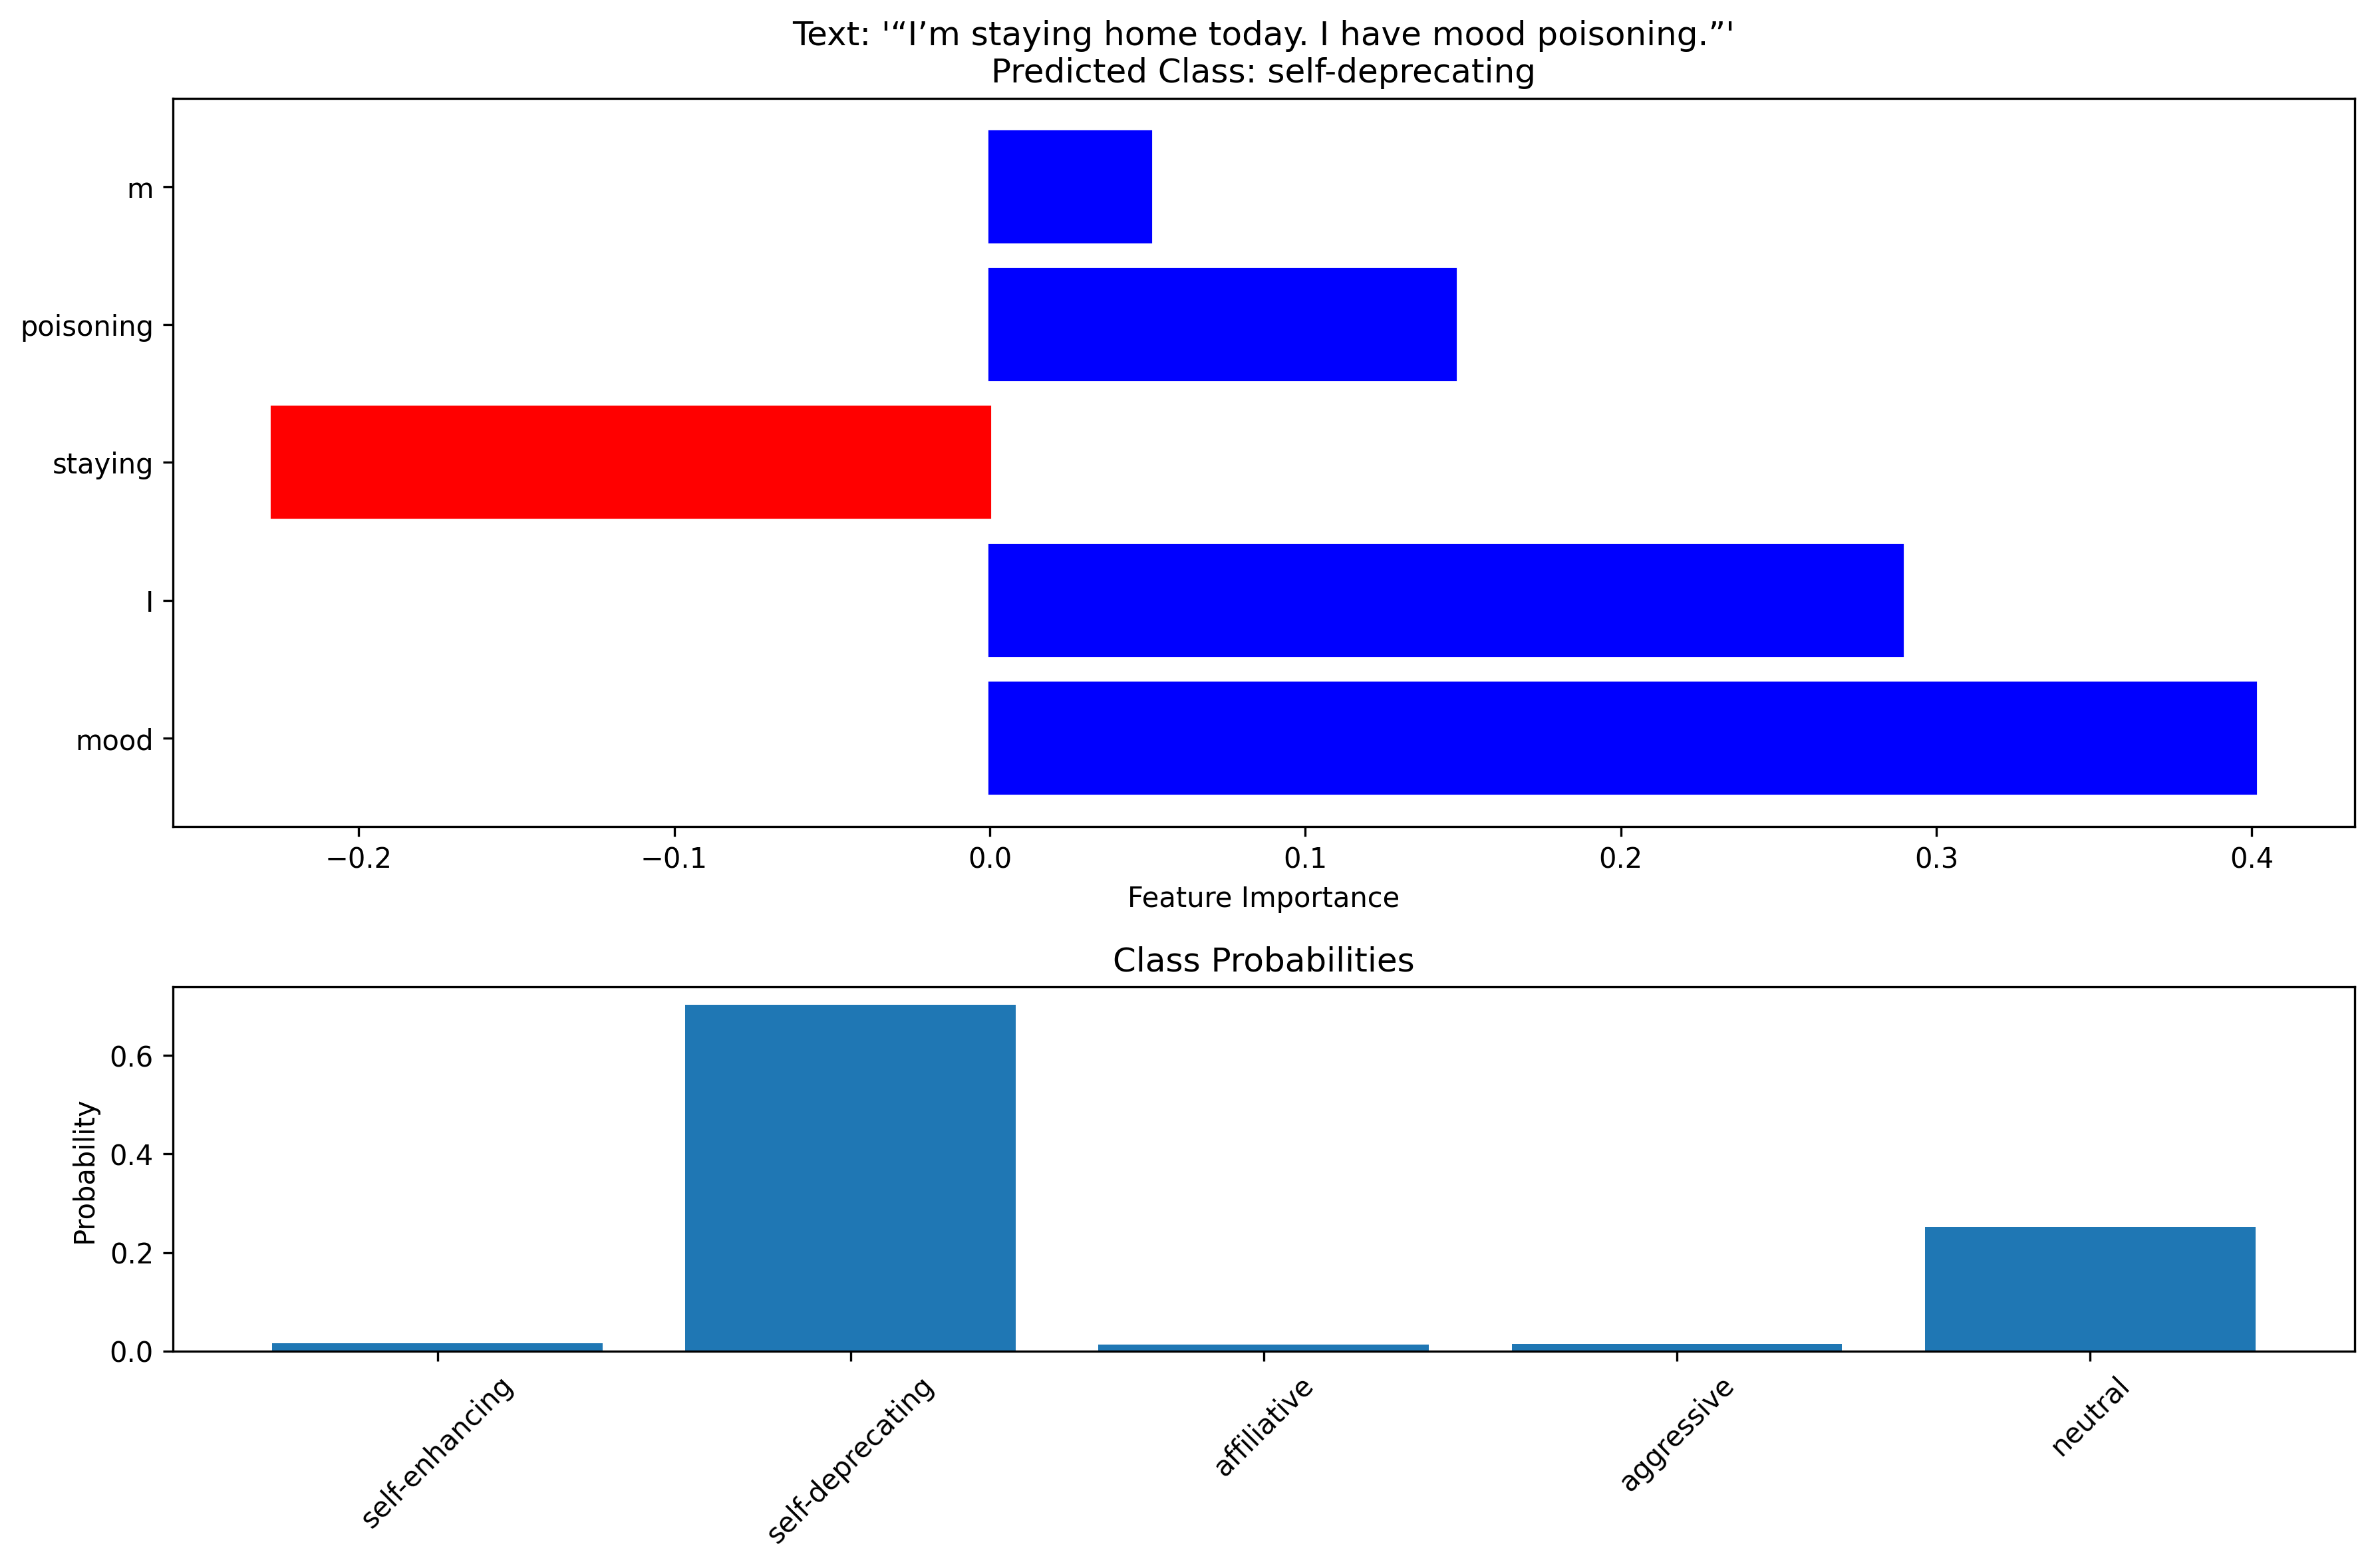 Text: '“I’m staying home today. I have mood poisoning.”'
Predicted Class: self-deprecating
m
poisoning
staying
I
mood
−0.2 −0.1 0.0 0.1 0.2 0.3 0.4
Feature Importance
Class Probabilities
Probability
0.6
0.4
0.2
0.0
self-enhancing
self-deprecating
affiliative
aggressive
neutral